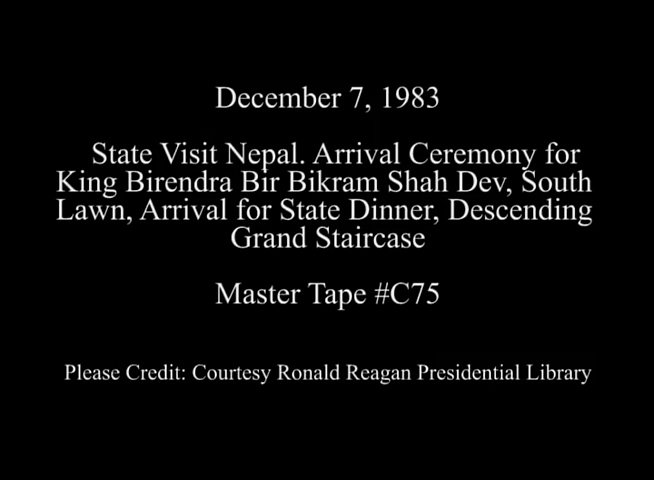 December 7, 1983
State Visit Nepal. Arrival Ceremony for
King Birendra Bir Bikram Shah Dev, South
Lawn, Arrival for State Dinner, Descending
Grand Staircase
Master Tape #C75
Please Credit: Courtesy Ronald Reagan Presidential Library